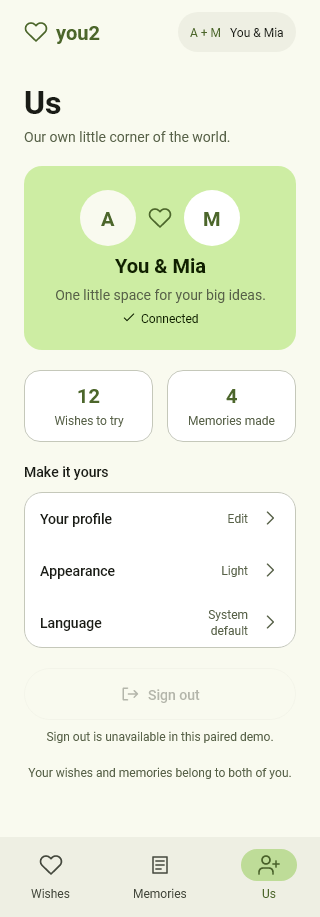 you2
A + M You & Mia
Us
Our own little corner of the world.
A M
You & Mia
One little space for your big ideas.
Connected
12
Wishes to try
4
Memories made
Make it yours
Your profile Edit
Appearance Light
Language System
default
Sign out
Sign out is unavailable in this paired demo.
Your wishes and memories belong to both of you.
Wishes Memories Us